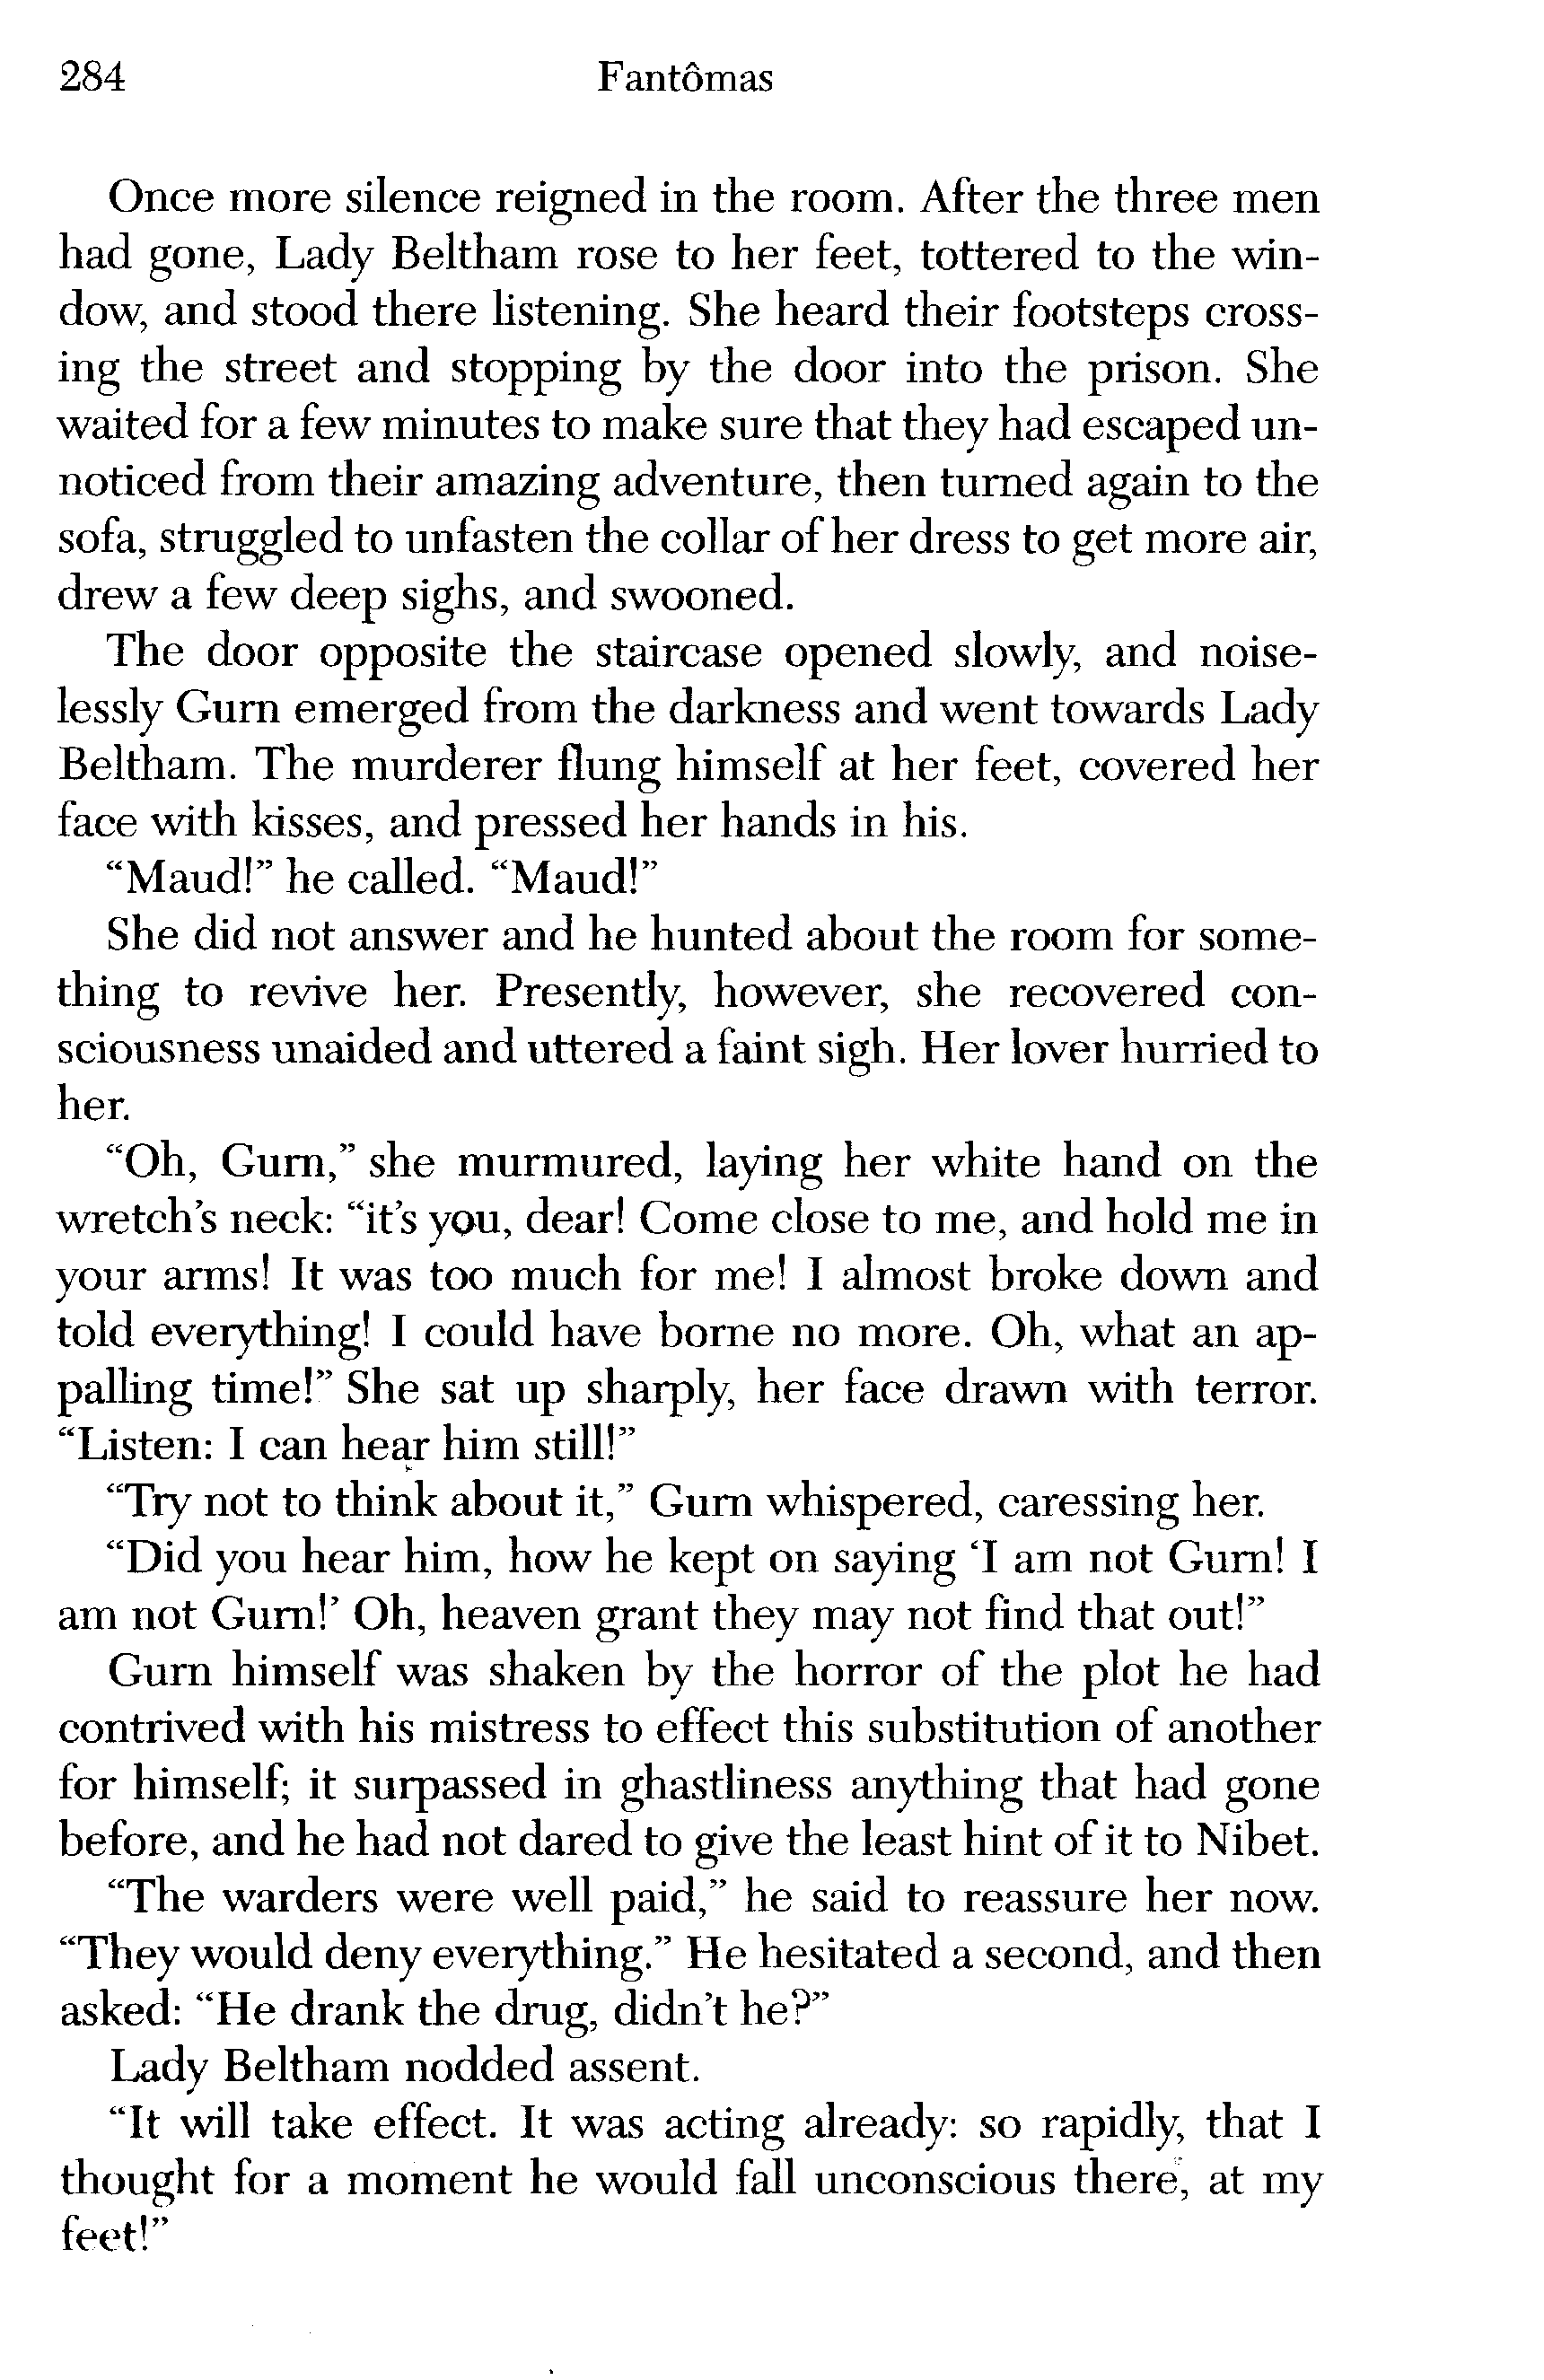 284 Fantômas
Once more silence reigned in the room. After the three men
had gone, Lady Beltham rose to her feet, tottered to the win-
dow, and stood there listening. She heard their footsteps cross-
ing the street and stopping by the door into the prison. She
waited for a few minutes to make sure that they had escaped un-
noticed from their amazing adventure, then turned again to the
sofa, struggled to unfasten the collar of her dress to get more air,
drew a few deep sighs, and swooned.
The door opposite the staircase opened slowly, and noise-
lessly Gurn emerged from the darkness and went towards Lady
Beltham. The murderer flung himself at her feet, covered her
face with kisses, and pressed her hands in his.
“Maud!” he called. “Maud!”
She did not answer and he hunted about the room for some-
thing to revive her. Presently, however, she recovered con-
sciousness unaided and uttered a faint sigh. Her lover hurried to
her.
“Oh, Gurn,” she murmured, laying her white hand on the
wretch’s neck: “it’s you, dear! Come close to me, and hold me in
your arms! It was too much for me! I almost broke down and
told everything! I could have borne no more. Oh, what an ap-
palling time!” She sat up sharply, her face drawn with terror.
“Listen: I can hear him still!”
“Try not to think about it,” Gurn whispered, caressing her.
“Did you hear him, how he kept on saying ‘I am not Gurn! I
am not Gurn!’ Oh, heaven grant they may not find that out!”
Gurn himself was shaken by the horror of the plot he had
contrived with his mistress to effect this substitution of another
for himself; it surpassed in ghastliness anything that had gone
before, and he had not dared to give the least hint of it to Nibet.
“The warders were well paid,” he said to reassure her now.
“They would deny everything.” He hesitated a second, and then
asked: “He drank the drug, didn’t he?”
Lady Beltham nodded assent.
“It will take effect. It was acting already: so rapidly, that I
thought for a moment he would fall unconscious there, at my
feet!”